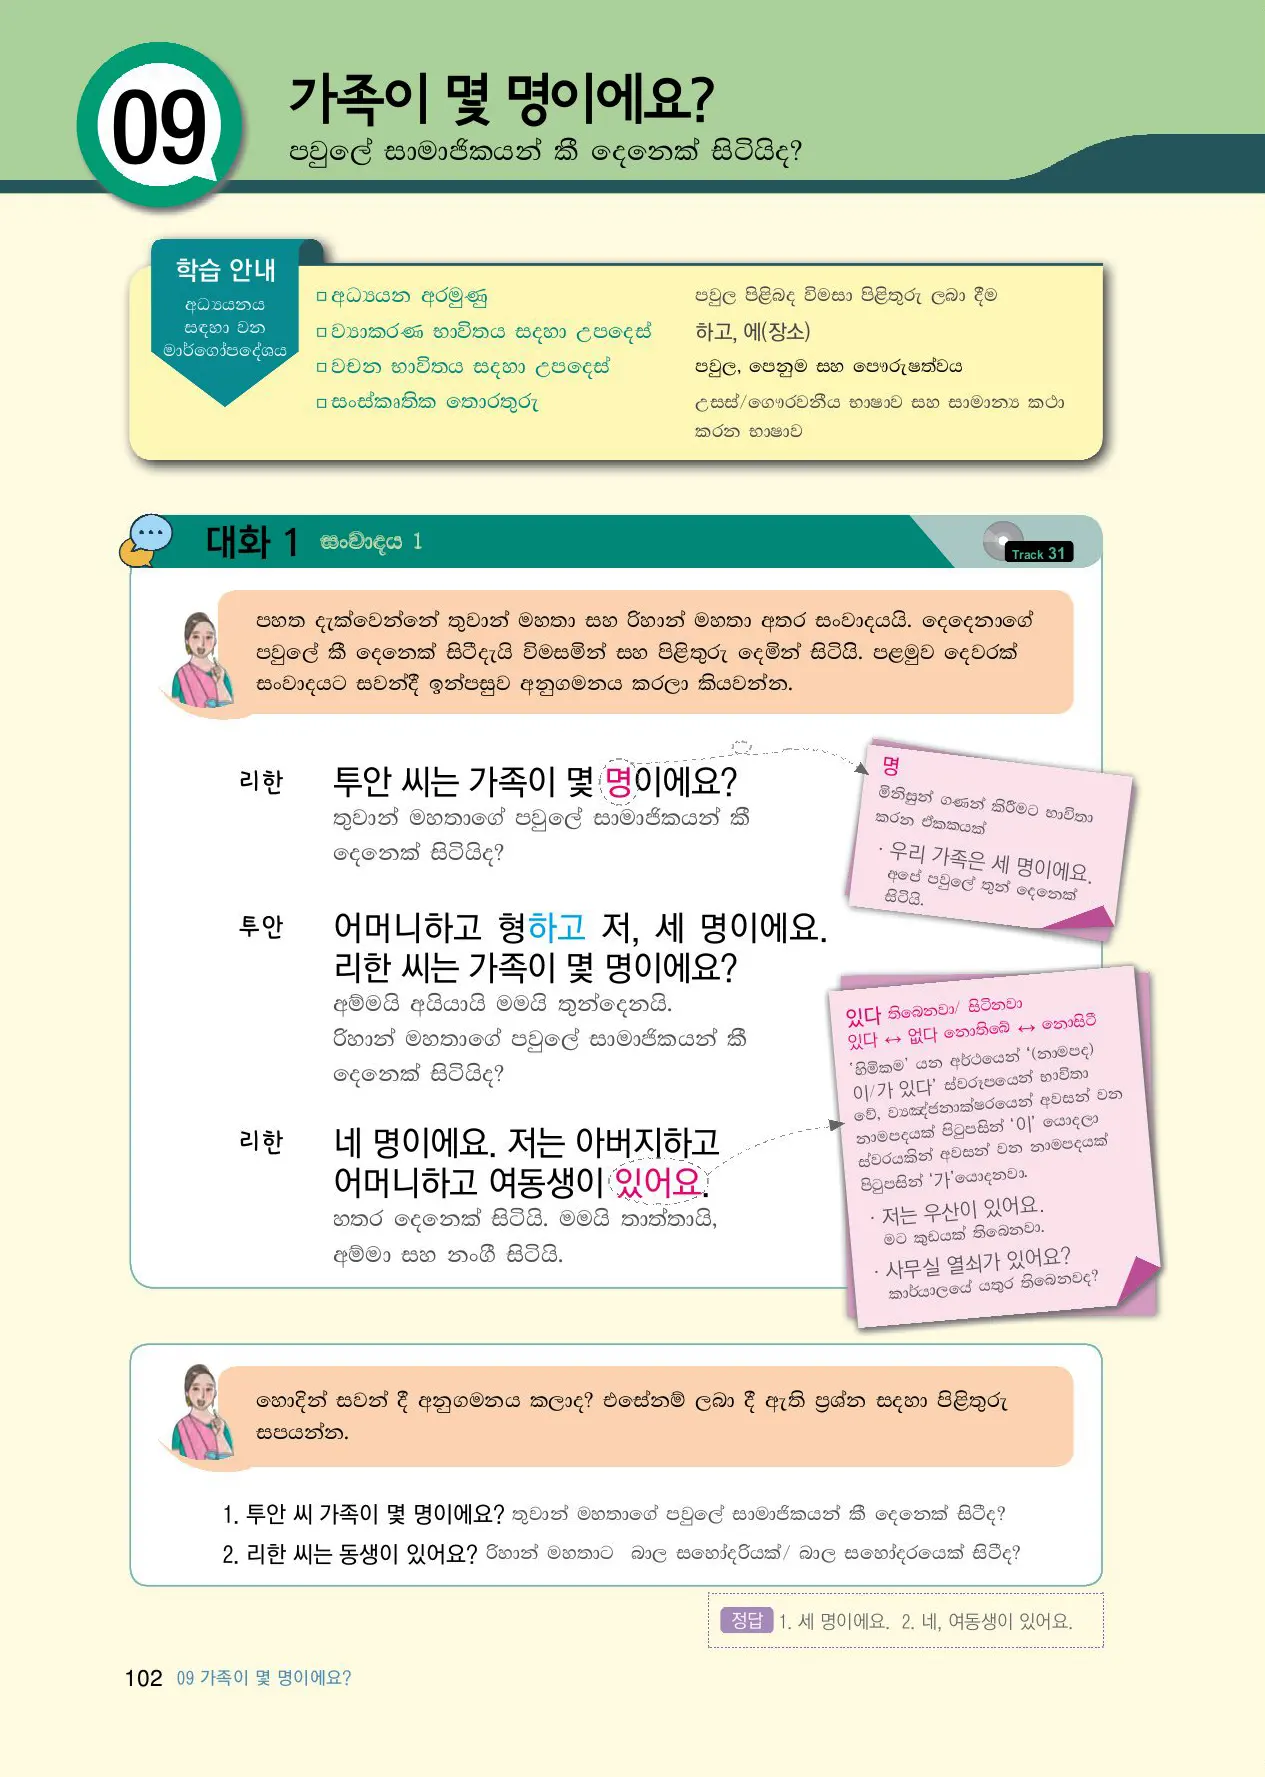 09
가족이 몇 명이에요?
පවුලේ සාමාජිකයන් කී දෙනෙක් සිටියිද?
학습 안내
අධ්‍යයනය
සඳහා වන
මාර්ගෝපදේශය
□ අධ්‍යයන අරමුණු
පවුල පිළිබද විමසා පිළිතුරු ලබා දීම
□ ව්‍යාකරණ භාවිතය සදහා උපදෙස්
하고, 에(장소)
□ වචන භාවිතය සදහා උපදෙස්
පවුල, පෙනුම සහ පෞරුෂත්වය
□ සංස්කෘතික තොරතුරු
උසස්/ගෞරවනීය භාෂාව සහ සාමාන්‍ය කථා
කරන භාෂාව
대화 1 සංවාදය 1
Track 31
පහත දැක්වෙන්නේ තුවාන් මහතා සහ රිහාන් මහතා අතර සංවාදයයි. දෙදෙනාගේ
පවුලේ කී දෙනෙක් සිටීදැයි විමසමින් සහ පිළිතුරු දෙමින් සිටියි. පළමුව දෙවරක්
සංවාදයට සවන්දී ඉන්පසුව අනුගමනය කරලා කියවන්න.
리한 투안 씨는 가족이 몇 명이에요?
තුවාන් මහතාගේ පවුලේ සාමාජිකයන් කී
දෙනෙක් සිටියිද?
명
මිනිසුන් ගණන් කිරීමට භාවිතා
කරන ඒකකයක්
· 우리 가족은 세 명이에요.
අපේ පවුලේ තුන් දෙනෙක්
සිටියි.
투안 어머니하고 형하고 저, 세 명이에요.
리한 씨는 가족이 몇 명이에요?
අම්මයි අයියායි මමයි තුන්දෙනයි.
රිහාන් මහතාගේ පවුලේ සාමාජිකයන් කී
දෙනෙක් සිටියිද?
리한 네 명이에요. 저는 아버지하고
어머니하고 여동생이 있어요.
හතර දෙනෙක් සිටියි. මමයි තාත්තායි,
අම්මා සහ නංගී සිටියි.
있다 තිබෙනවා/ සිටිනවා
있다 ↔ 없다 නොතිබේ ↔ නොසිටී
‘හිමිකම’ යන අර්ථයෙන් ‘(නාමපද)
이/가 있다’ ස්වරූපයෙන් භාවිතා
වේ, ව්‍යඤ්ජනාක්ෂරයෙන් අවසන් වන
නාමපදයක් පිටුපසින් ‘이’ යොදලා
ස්වරයකින් අවසන් වන නාමපදයක්
පිටුපසින් ‘가’යොදනවා.
· 저는 우산이 있어요.
මට කුඩයක් තිබෙනවා.
· 사무실 열쇠가 있어요?
කාර්යාලයේ යතුර තිබෙනවද?
හොදින් සවන් දී අනුගමනය කලාද? එසේනම් ලබා දී ඇති ප්‍රශ්න සදහා පිළිතුරු
සපයන්න.
1. 투안 씨 가족이 몇 명이에요? තුවාන් මහතාගේ පවුලේ සාමාජිකයන් කී දෙනෙක් සිටීද?
2. 리한 씨는 동생이 있어요? රිහාන් මහතාට බාල සහෝදරියක්/ බාල සහෝදරයෙක් සිටීද?
정답 1. 세 명이에요. 2. 네, 여동생이 있어요.
102 09 가족이 몇 명이에요?